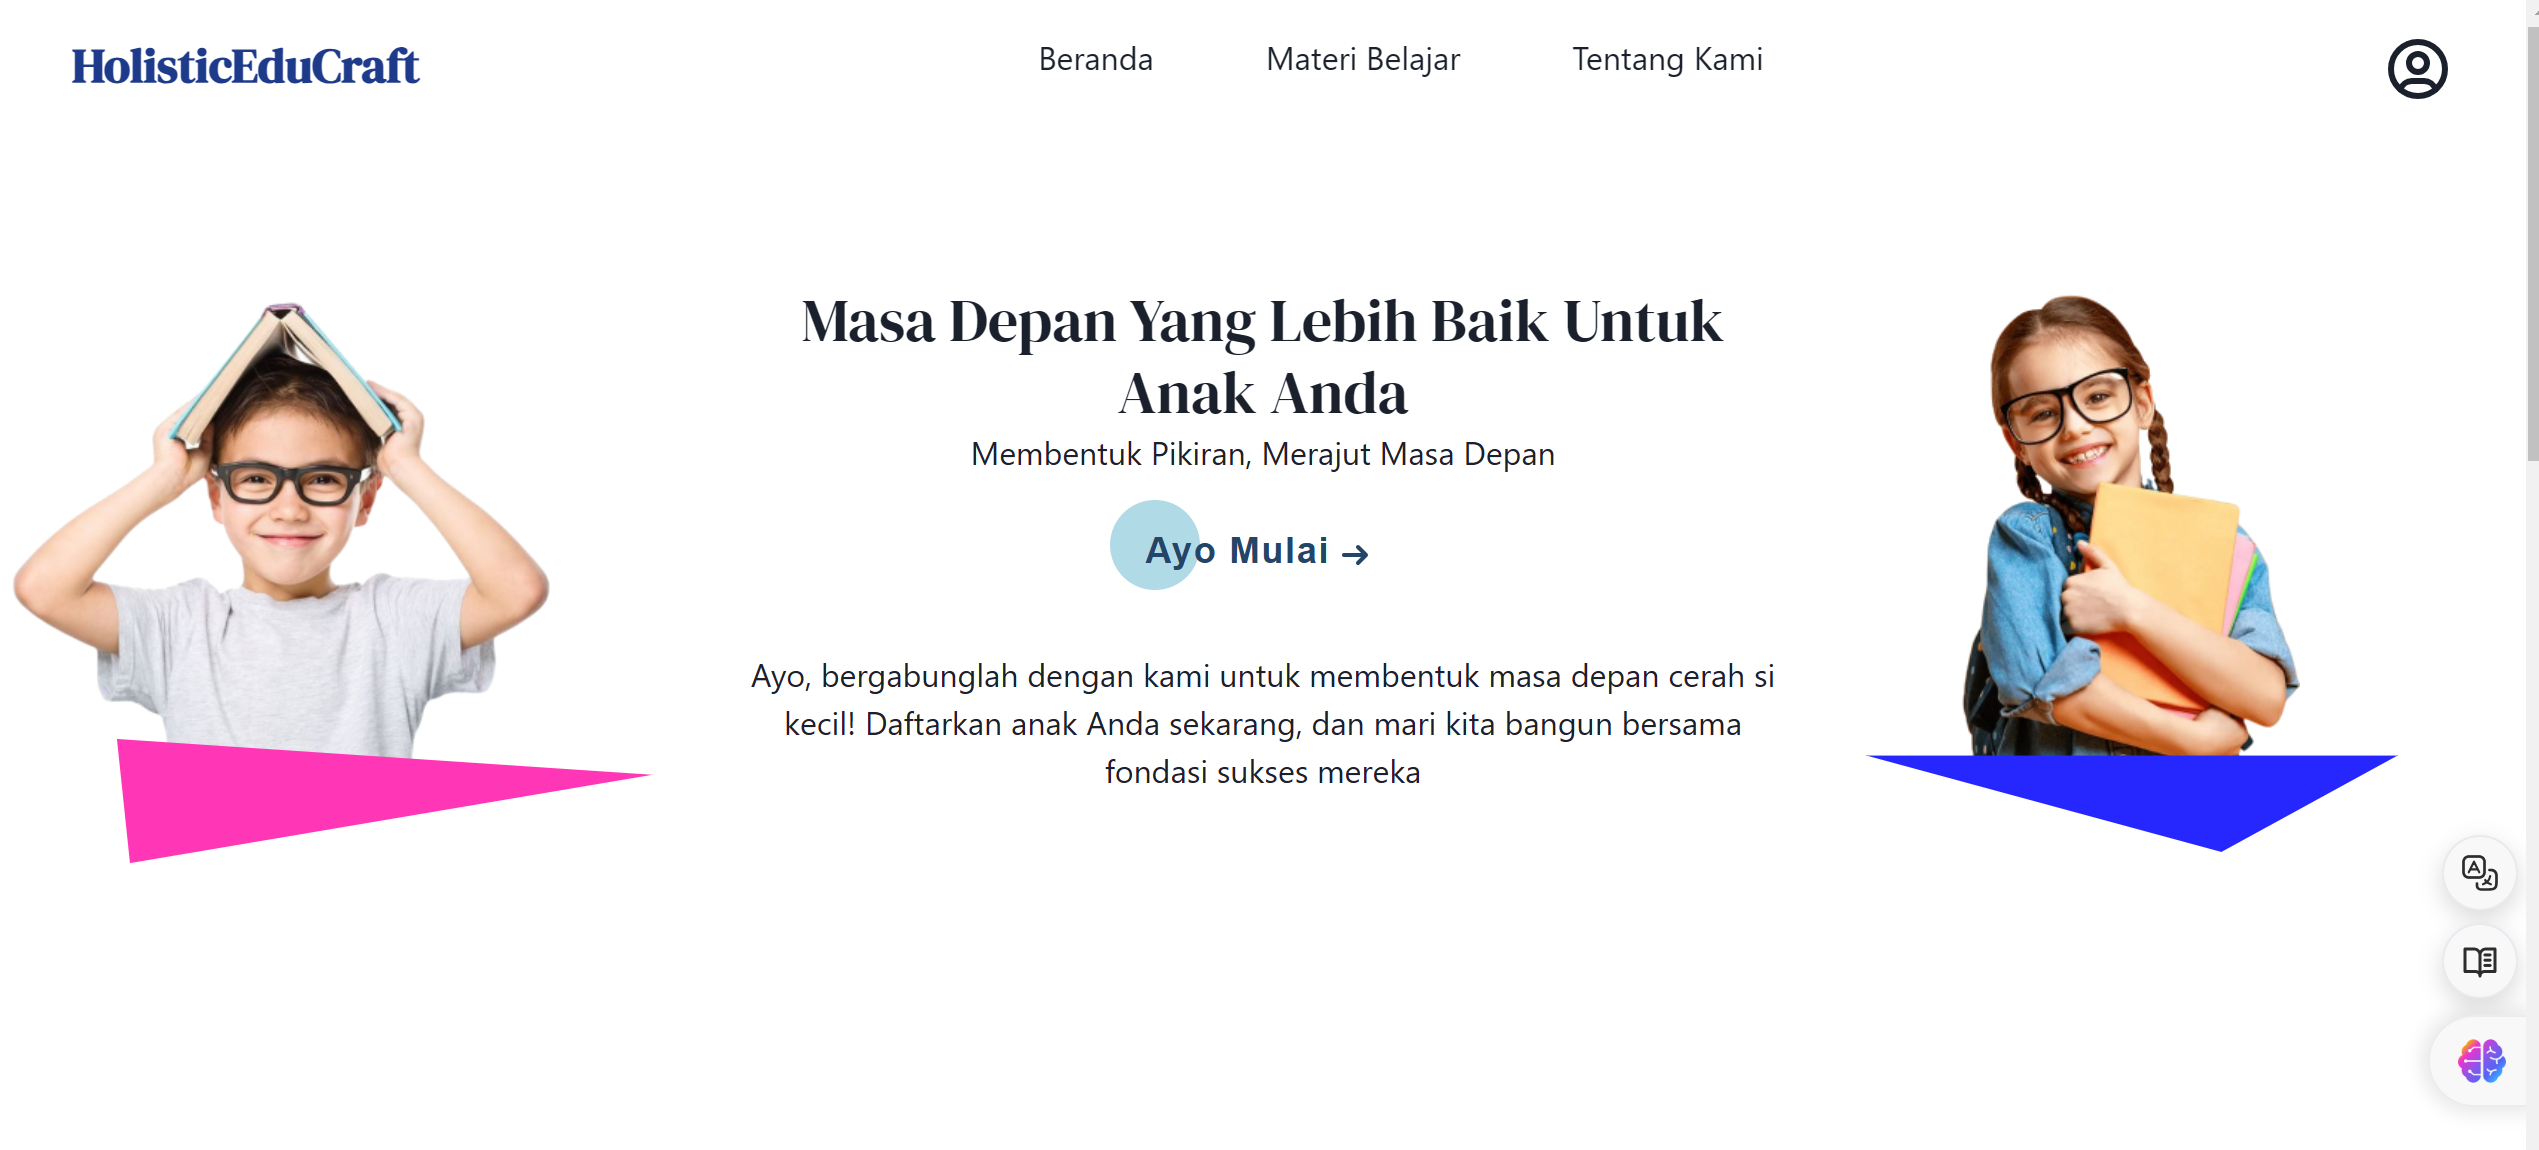 HolisticEduCraft
Beranda
Materi Belajar
Tentang Kami
Masa Depan Yang Lebih Baik Untuk
Anak Anda
Membentuk Pikiran, Merajut Masa Depan
Ayo Mulai →
Ayo, bergabunglah dengan kami untuk membentuk masa depan cerah si
kecil! Daftarkan anak Anda sekarang, dan mari kita bangun bersama
fondasi sukses mereka